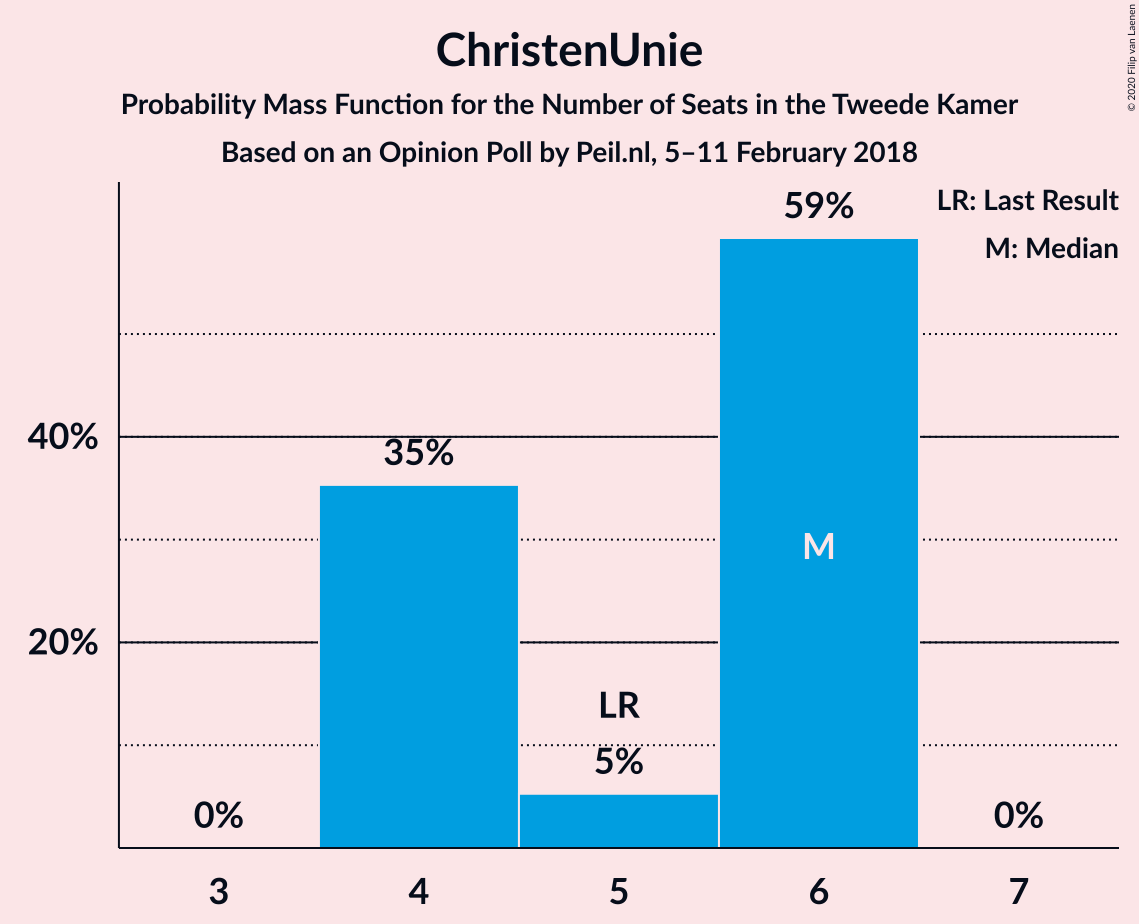 ChristenUnie
Probability Mass Function for the Number of Seats in the Tweede Kamer
Based on an Opinion Poll by Peil.nl, 5–11 February 2018
© 2020 Filip van Laenen
LR: Last Result
M: Median
59%
40%
35%
M
20%
LR
5%
0%
0%
3
4
5
6
7